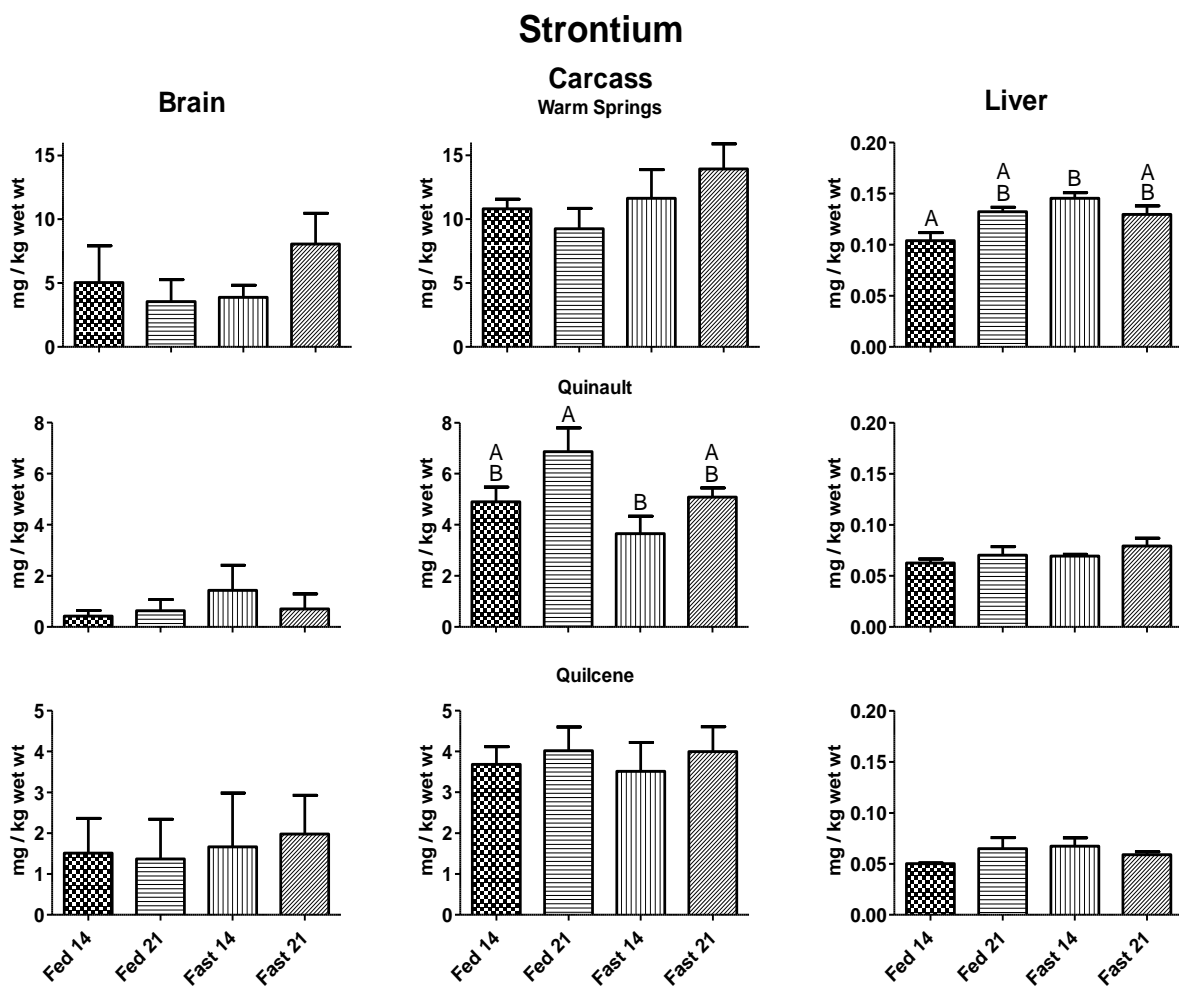 Strontium
Brain
Carcass
Warm Springs
Liver
mg / kg wet wt
15
10
5
0
mg / kg wet wt
15
10
5
0
mg / kg wet wt
0.20
0.15
0.10
0.05
0.00
A
A
B
B
A
B
Quinault
mg / kg wet wt
8
6
4
2
0
mg / kg wet wt
8
6
4
2
0
A
B
A
B
A
B
mg / kg wet wt
0.20
0.15
0.10
0.05
0.00
Quilcene
mg / kg wet wt
5
4
3
2
1
0
Fed 14
Fed 21
Fast 14
Fast 21
mg / kg wet wt
5
4
3
2
1
0
Fed 14
Fed 21
Fast 14
Fast 21
mg / kg wet wt
0.20
0.15
0.10
0.05
0.00
Fed 14
Fed 21
Fast 14
Fast 21